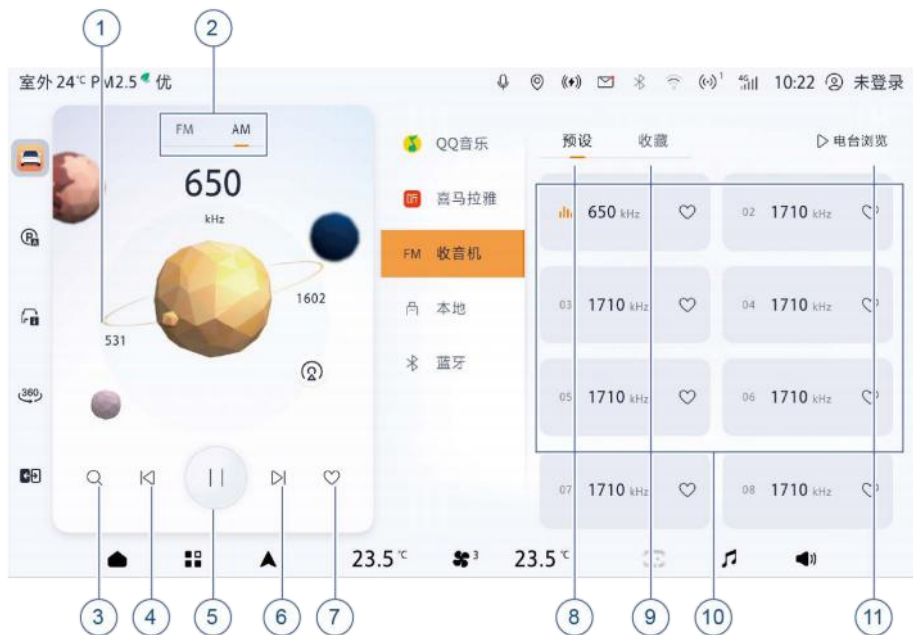 1 2
室外 24℃ PM2.5 优
1 4G 10:22 未登录
FM AM
650
kHz
531
1602
360
QQ音乐
听 喜马拉雅
FM 收音机
本地
蓝牙
预设 收藏 电台浏览
650 kHz 02 1710 kHz
03 1710 kHz 04 1710 kHz
05 1710 kHz 06 1710 kHz
07 1710 kHz 08 1710 kHz
23.5℃ 3 23.5℃
3 4 5 6 7 8 9 10 11